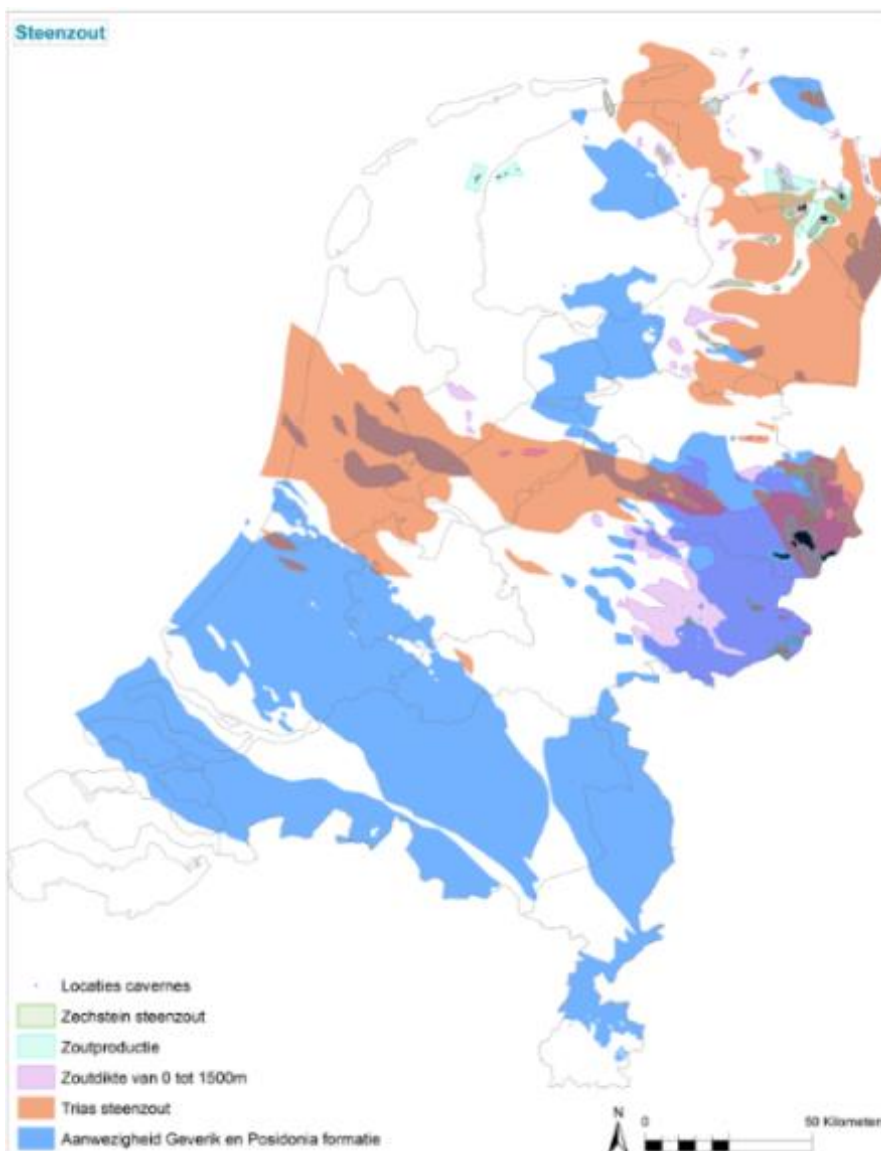 Steenzout
Locaties cavernes
Zechstein steenzout
Zoutproductie
Zoutdikte van 0 tot 1500m
Trias steenzout
Aanwezigheid Geverik en Posidonia formatie
N
0 50 Kilometer